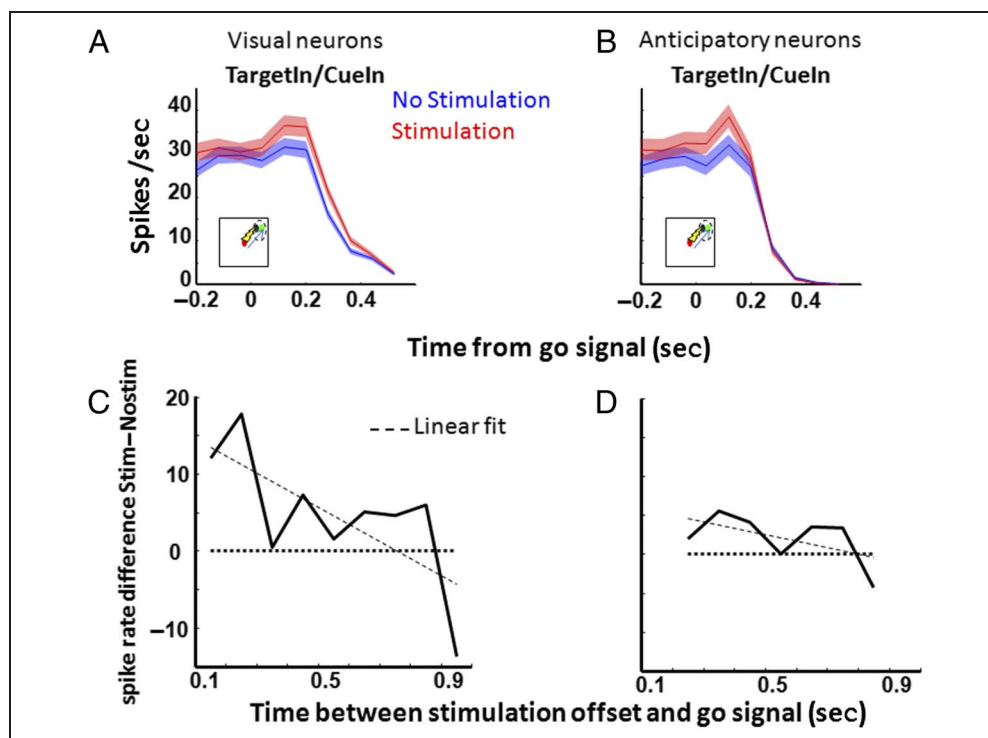 A
Visual neurons
TargetIn/CueIn
B
Anticipatory neurons
TargetIn/CueIn
No Stimulation
Stimulation
Spikes /sec
40
30
20
10
0
–0.2 0 0.2 0.4
–0.2 0 0.2 0.4
Time from go signal (sec)
C
D
spike rate difference Stim–Nostim
20
10
0
–10
Linear fit
0.1 0.5 0.9
0.1 0.5 0.9
Time between stimulation offset and go signal (sec)